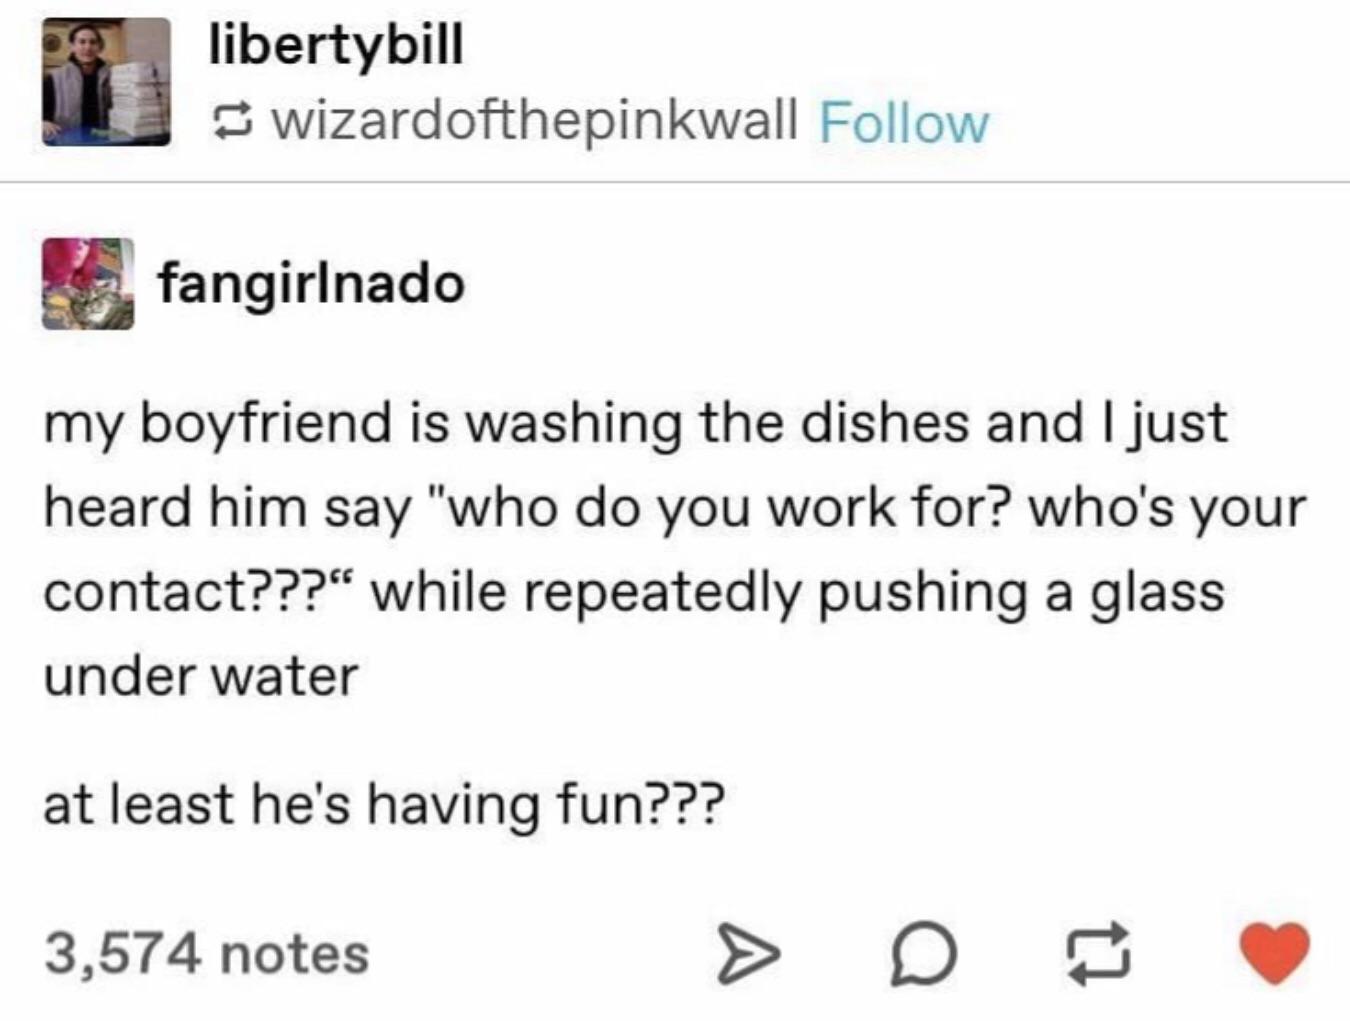 libertybill
wizardofthepinkwall Follow
fangirlnado
my boyfriend is washing the dishes and I just
heard him say "who do you work for? who's your
contact???“ while repeatedly pushing a glass
under water
at least he's having fun???
3,574 notes